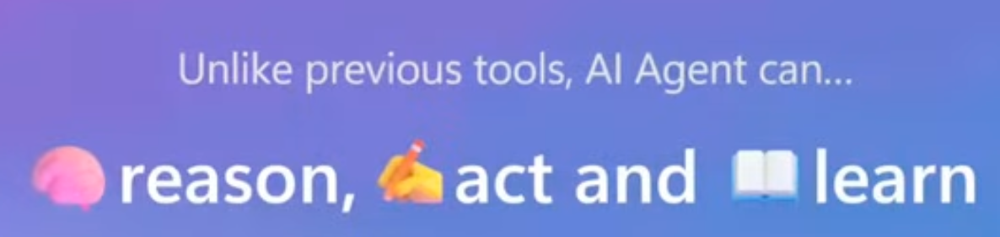 Unlike previous tools, AI Agent can...
🧠 reason, ✍️ act and 📖 learn